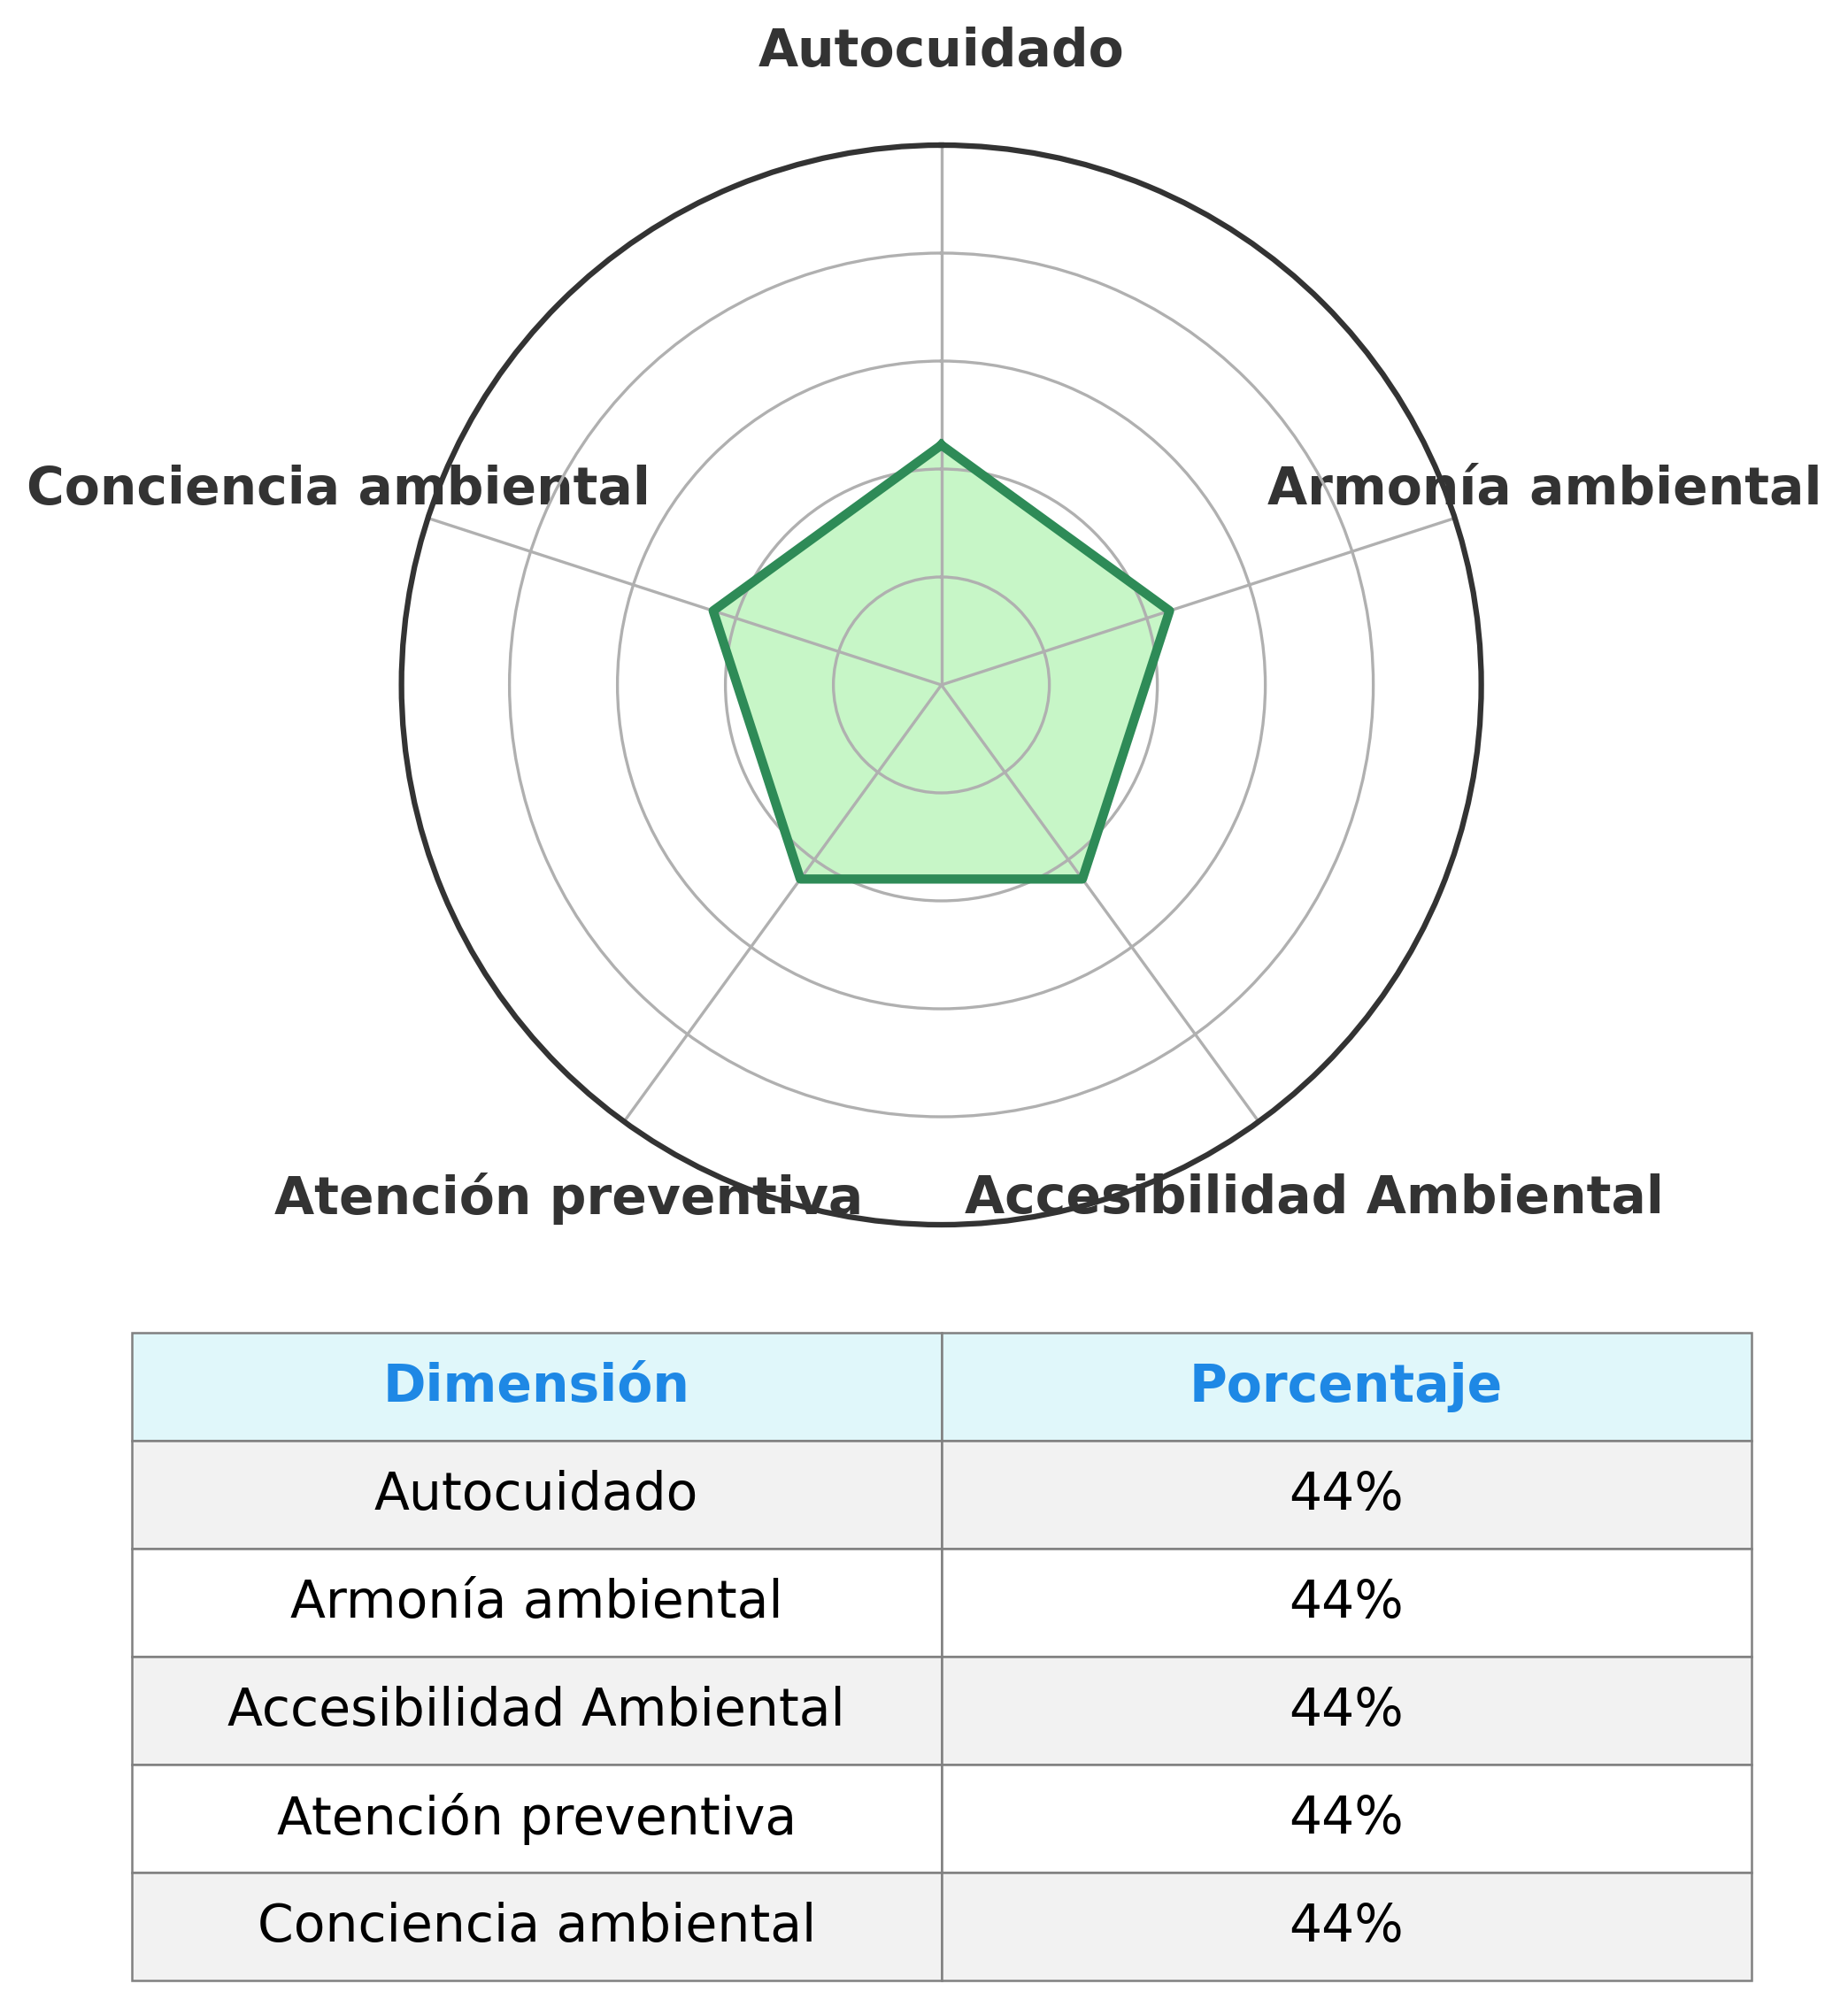 Autocuidado
Conciencia ambiental
Armonía ambiental
Atención preventiva
Accesibilidad Ambiental
Dimensión Porcentaje
Autocuidado 44%
Armonía ambiental 44%
Accesibilidad Ambiental 44%
Atención preventiva 44%
Conciencia ambiental 44%